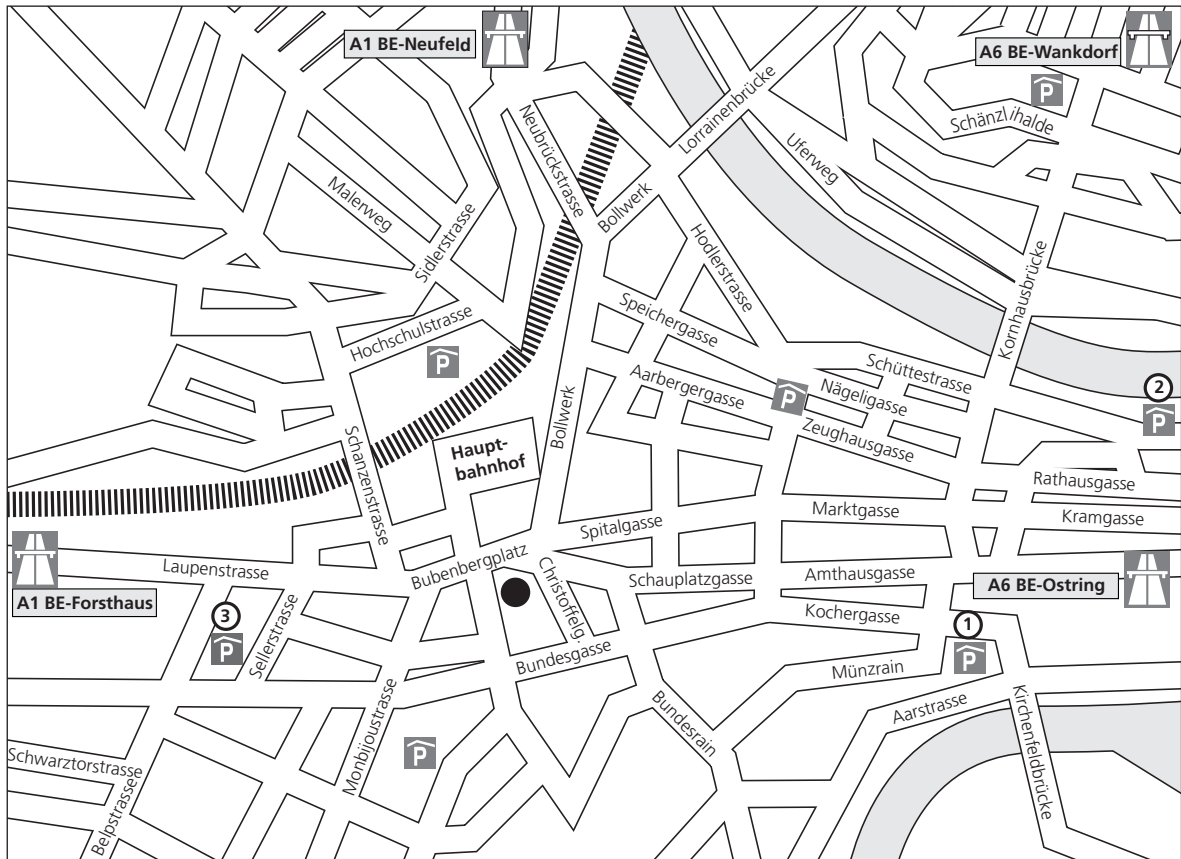 A1 BE-Neufeld
A6 BE-Wankdorf
P
Schänzlihalde
Lorrainenbrücke
Neubrückstrasse
Uferweg
Malerweg
Bollwerk
Sidlerstrasse
Hodlerstrasse
Kornhausbrücke
Speichergasse
Hochschulstrasse
P
Schüttestrasse
Aarbergergasse
P
Nägeligasse
2
P
Zeughausgasse
Bollwerk
Schanzenstrasse
Haupt-
bahnhof
Rathausgasse
Marktgasse
Kramgasse
Spitalgasse
Bubenbergplatz
Laupenstrasse
Christoffelg.
Schauplatzgasse
Amthausgasse
A6 BE-Ostring
A1 BE-Forsthaus
Kochergasse
3
P
Sellerstrasse
1
P
Bundesgasse
Münzrain
Aarstrasse
Bundesrain
Kirchenfeldbrücke
Monbijoustrasse
P
Schwarztorstrasse
Belpstrasse